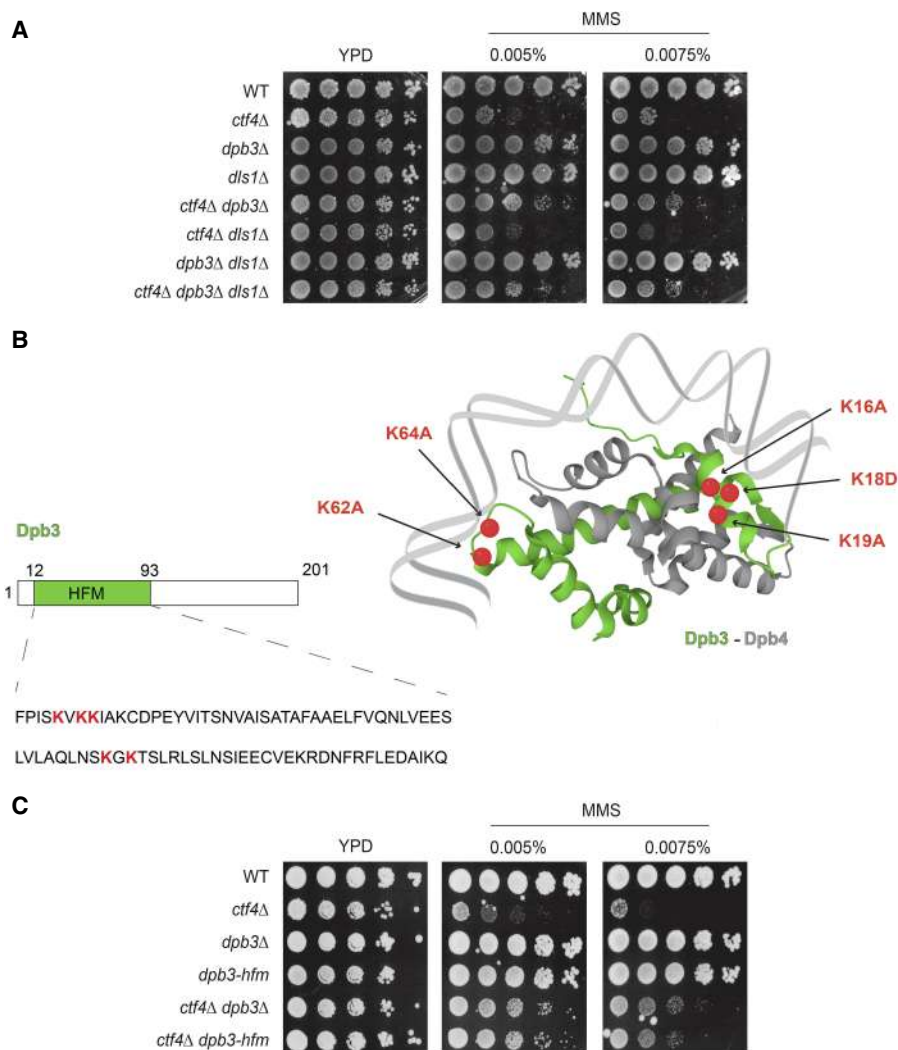 A
MMS
YPD
0.005%
0.0075%
WT
ctf4Δ
dpb3Δ
dls1Δ
ctf4Δ dpb3Δ
ctf4Δ dls1Δ
dpb3Δ dls1Δ
ctf4Δ dpb3Δ dls1Δ
B
K16A
K64A
K18D
K62A
K19A
Dpb3
12 93 201
1 HFM
Dpb3 - Dpb4
FPISKVKKIAKCDPEYVITSNVAISATAFAAELFVQNLVEES
LVLAQLNSKGKTSLRLSLNSIEECVEKRDNFRFLEDAIKQ
C
MMS
YPD
0.005%
0.0075%
WT
ctf4Δ
dpb3Δ
dpb3-hfm
ctf4Δ dpb3Δ
ctf4Δ dpb3-hfm